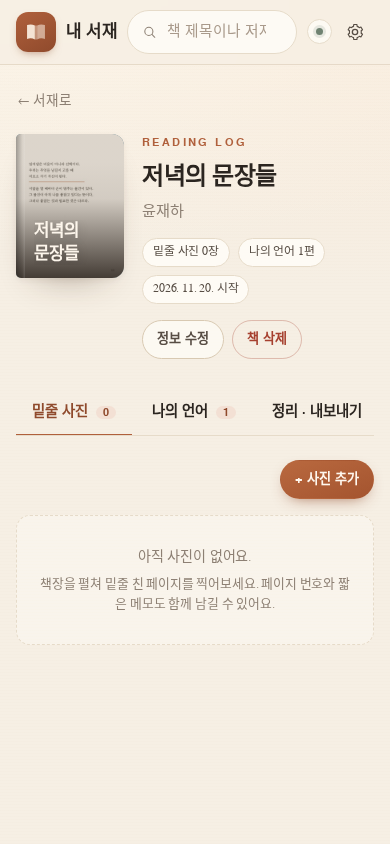 내 서재
책 제목이나 저자
← 서재로
READING LOG
저녁의 문장들
윤재하
저녁의
문장들
밑줄 사진 0장
나의 언어 1편
2026. 11. 20. 시작
정보 수정
책 삭제
밑줄 사진 0
나의 언어 1
정리 · 내보내기
+ 사진 추가
아직 사진이 없어요.
책장을 펼쳐 밑줄 친 페이지를 찍어보세요. 페이지 번호와 짧
은 메모도 함께 남길 수 있어요.